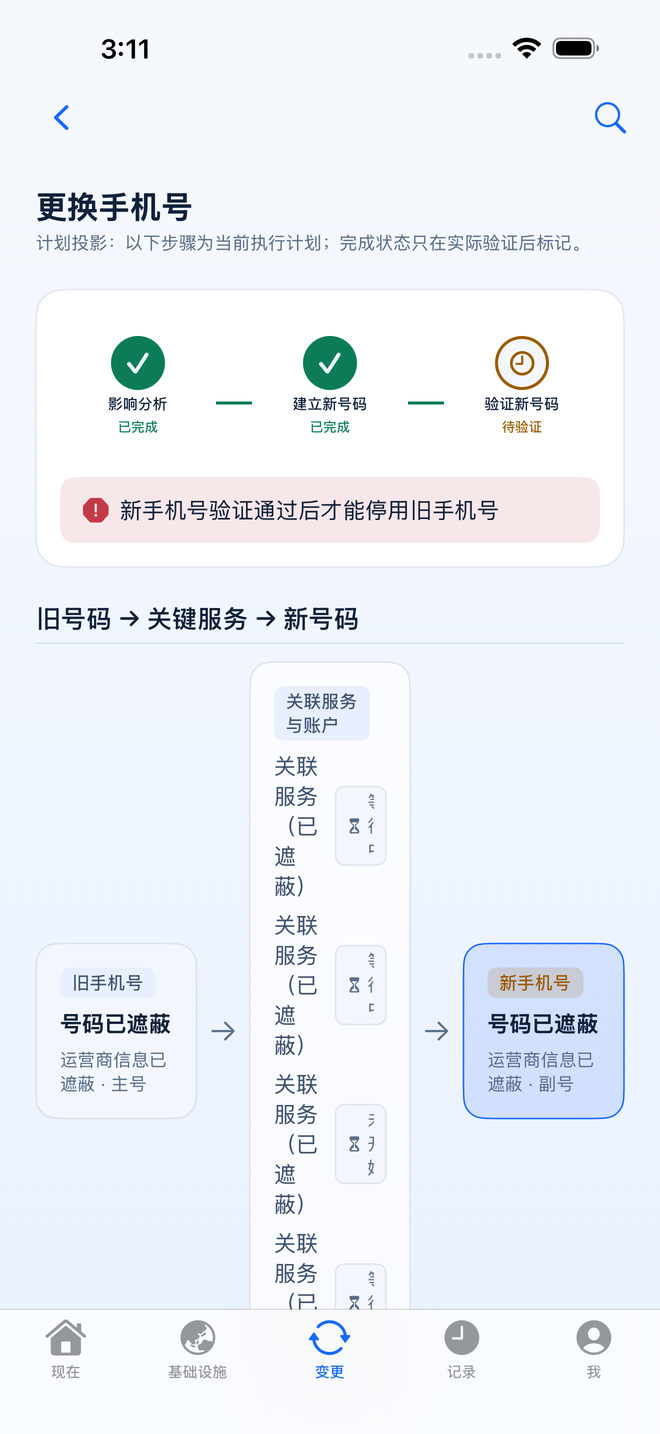 3:11
更换手机号
计划投影：以下步骤为当前执行计划；完成状态只在实际验证后标记。
影响分析
已完成
建立新号码
已完成
验证新号码
待验证
新手机号验证通过后才能停用旧手机号
旧号码 → 关键服务 → 新号码
关联服务
与账户
关联
服务
（已
遮
蔽）
关联
服务
（已
遮
蔽）
关联
服务
（已
遮
蔽）
关联
服务
（已
旧手机号
号码已遮蔽
运营商信息已
遮蔽 · 主号
新手机号
号码已遮蔽
运营商信息已
遮蔽 · 副号
现在
基础设施
变更
记录
我